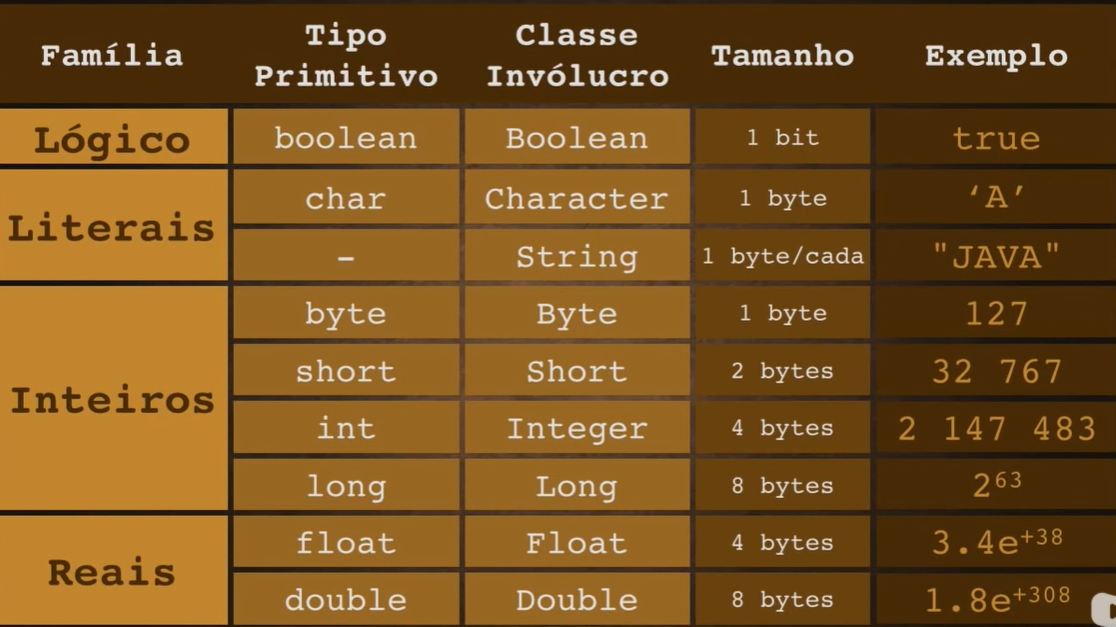 Família Tipo Primitivo Classe Invólucro Tamanho Exemplo
Lógico boolean Boolean 1 bit true
Literais char Character 1 byte ‘A’
– String 1 byte/cada "JAVA"
Inteiros byte Byte 1 byte 127
short Short 2 bytes 32 767
int Integer 4 bytes 2 147 483
long Long 8 bytes 2⁶³
Reais float Float 4 bytes 3.4e⁺³⁸
double Double 8 bytes 1.8e⁺³⁰⁸